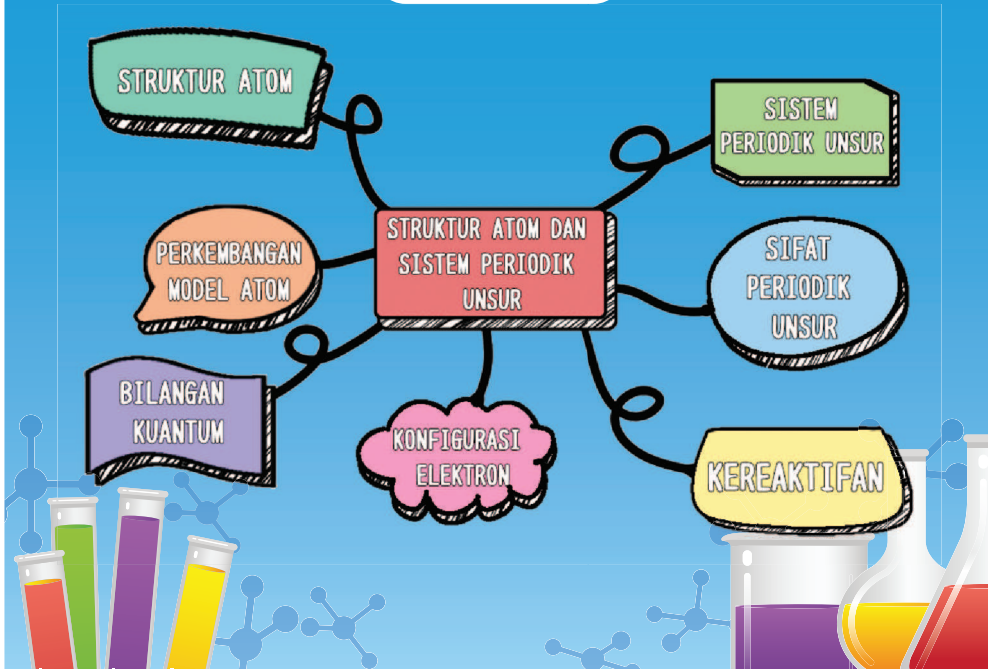 STRUKTUR ATOM
SISTEM
PERIODIK UNSUR
PERKEMBANGAN
MODEL ATOM
STRUKTUR ATOM DAN
SISTEM PERIODIK
UNSUR
SIFAT
PERIODIK
UNSUR
BILANGAN
KUANTUM
KONFIGURASI
ELEKTRON
KEREAKTIFAN